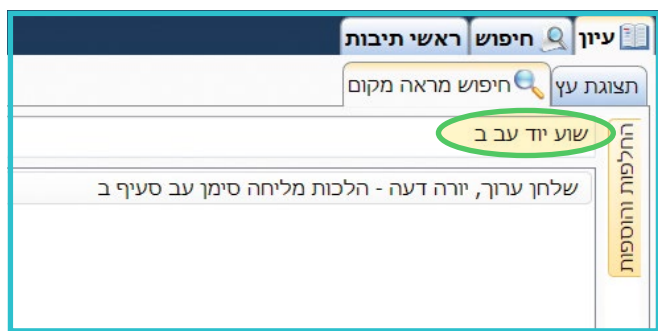 עיון חיפוש ראשי תיבות
תצוגת עץ חיפוש מראה מקום
שוע יוד עב ב
שלחן ערוך, יורה דעה - הלכות מליחה סימן עב סעיף ב
החלפות והוספות